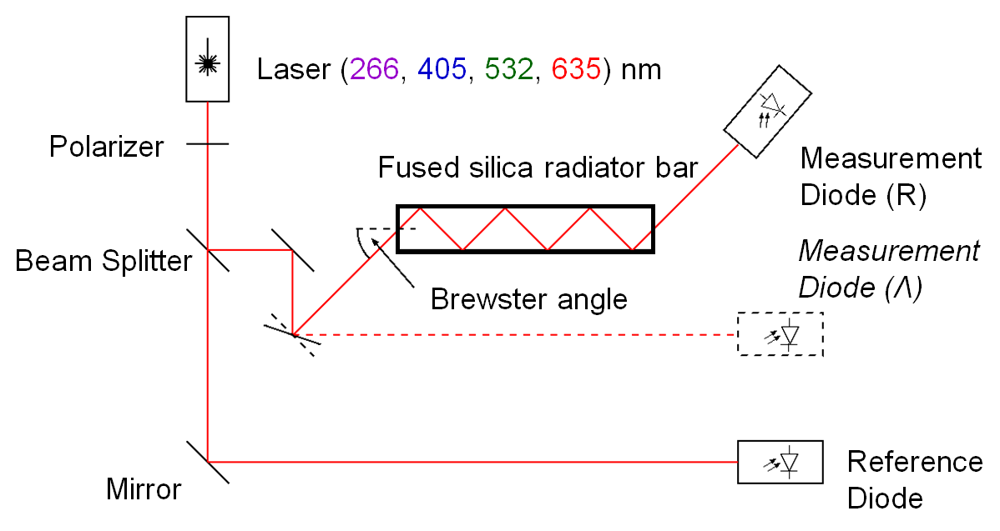 Laser (266, 405, 532, 635) nm
Polarizer
Fused silica radiator bar
Measurement
Diode (R)
Beam Splitter
Measurement
Diode (Λ)
Brewster angle
Reference
Diode
Mirror